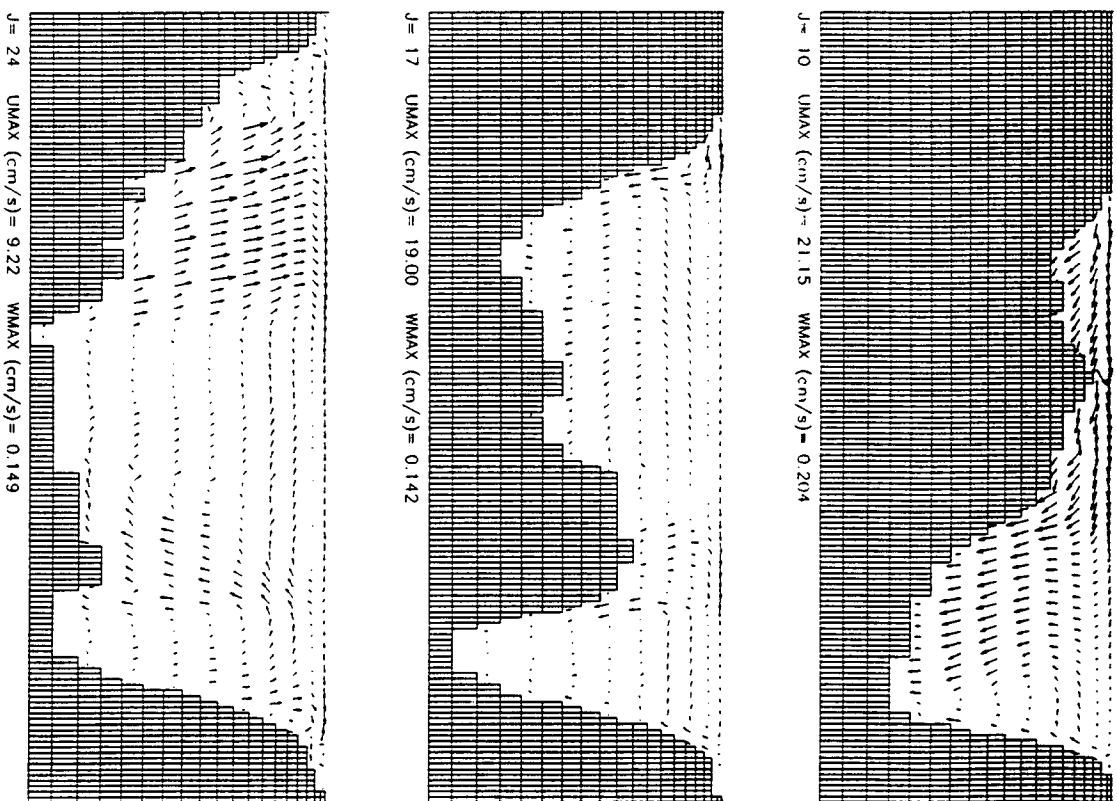 J= 10 UMAX (cm/s)= 21.15 WMAX (cm/s)= 0.204
J= 17 UMAX (cm/s)= 19.00 WMAX (cm/s)= 0.142
J= 24 UMAX (cm/s)= 9.22 WMAX (cm/s)= 0.149